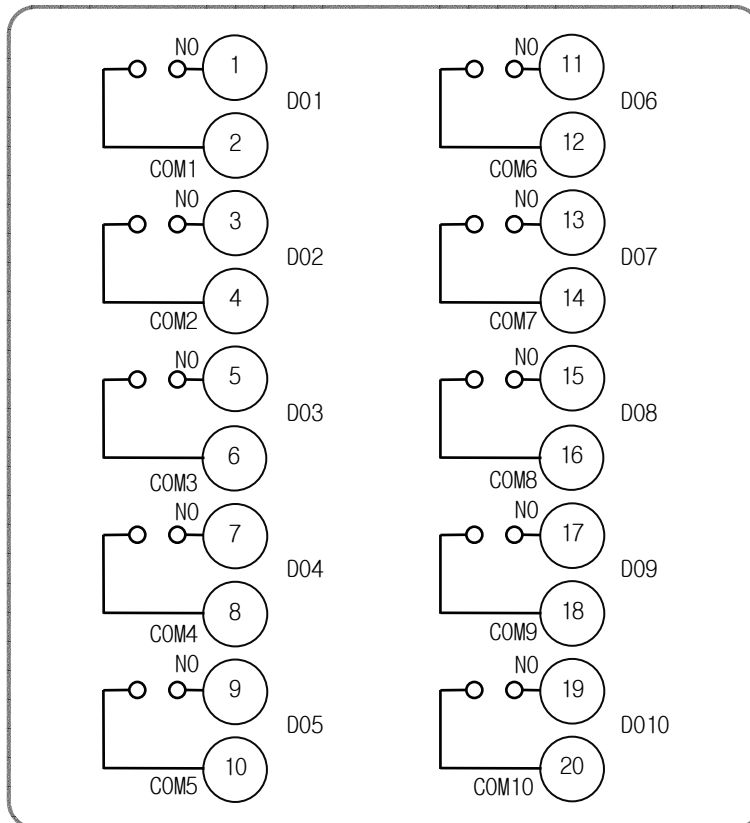 NO 1
DO1
COM1 2
NO 3
DO2
COM2 4
NO 5
DO3
COM3 6
NO 7
DO4
COM4 8
NO 9
DO5
COM5 10
NO 11
DO6
COM6 12
NO 13
DO7
COM7 14
NO 15
DO8
COM8 16
NO 17
DO9
COM9 18
NO 19
DO10
COM10 20